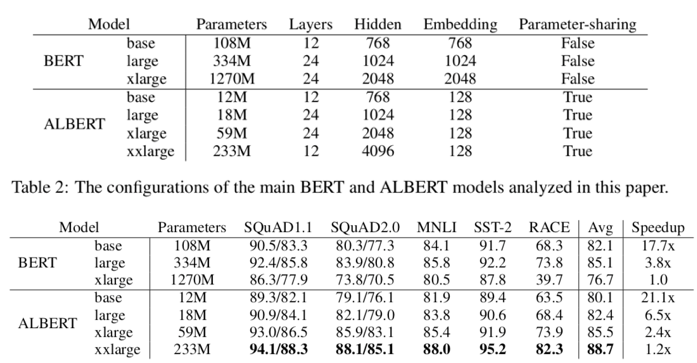 Model Parameters Layers Hidden Embedding Parameter-sharing
base 108M 12 768 768 False
BERT large 334M 24 1024 1024 False
xlarge 1270M 24 2048 2048 False
base 12M 12 768 128 True
large 18M 24 1024 128 True
ALBERT
xlarge 59M 24 2048 128 True
xxlarge 233M 12 4096 128 True
Table 2: The configurations of the main BERT and ALBERT models analyzed in this paper.
Model Parameters SQuAD1.1 SQuAD2.0 MNLI SST-2 RACE Avg Speedup
base 108M 90.5/83.3 80.3/77.3 84.1 91.7 68.3 82.1 17.7x
BERT large 334M 92.4/85.8 83.9/80.8 85.8 92.2 73.8 85.1 3.8x
xlarge 1270M 86.3/77.9 73.8/70.5 80.5 87.8 39.7 76.7 1.0
base 12M 89.3/82.1 79.1/76.1 81.9 89.4 63.5 80.1 21.1x
large 18M 90.9/84.1 82.1/79.0 83.8 90.6 68.4 82.4 6.5x
ALBERT
xlarge 59M 93.0/86.5 85.9/83.1 85.4 91.9 73.9 85.5 2.4x
xxlarge 233M 94.1/88.3 88.1/85.1 88.0 95.2 82.3 88.7 1.2x